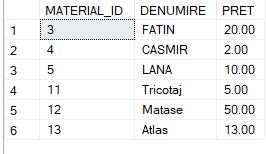 MATERIAL_ID DENUMIRE PRET
1 3 FATIN 20.00
2 4 CASMIR 2.00
3 5 LANA 10.00
4 11 Tricotaj 5.00
5 12 Matase 50.00
6 13 Atlas 13.00